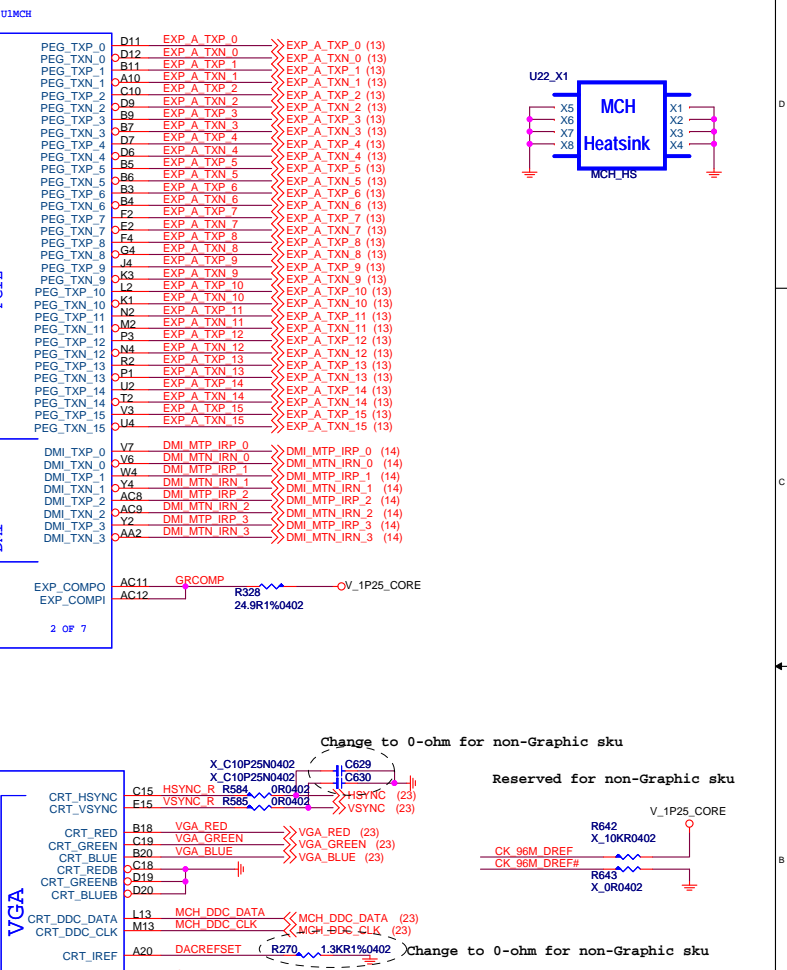 U1MCH
PEG_TXP_0 D11 EXP_A_TXP_0 EXP_A_TXP_0 (13)
PEG_TXN_0 D12 EXP_A_TXN_0 EXP_A_TXN_0 (13)
PEG_TXP_1 B11 EXP_A_TXP_1 EXP_A_TXP_1 (13)
PEG_TXN_1 A10 EXP_A_TXN_1 EXP_A_TXN_1 (13)
PEG_TXP_2 C10 EXP_A_TXP_2 EXP_A_TXP_2 (13)
PEG_TXN_2 D9 EXP_A_TXN_2 EXP_A_TXN_2 (13)
PEG_TXP_3 B9 EXP_A_TXP_3 EXP_A_TXP_3 (13)
PEG_TXN_3 B7 EXP_A_TXN_3 EXP_A_TXN_3 (13)
PEG_TXP_4 D7 EXP_A_TXP_4 EXP_A_TXP_4 (13)
PEG_TXN_4 D6 EXP_A_TXN_4 EXP_A_TXN_4 (13)
PEG_TXP_5 B5 EXP_A_TXP_5 EXP_A_TXP_5 (13)
PEG_TXN_5 B6 EXP_A_TXN_5 EXP_A_TXN_5 (13)
PEG_TXP_6 B3 EXP_A_TXP_6 EXP_A_TXP_6 (13)
PEG_TXN_6 B4 EXP_A_TXN_6 EXP_A_TXN_6 (13)
PEG_TXP_7 F2 EXP_A_TXP_7 EXP_A_TXP_7 (13)
PEG_TXN_7 E2 EXP_A_TXN_7 EXP_A_TXN_7 (13)
PEG_TXP_8 F4 EXP_A_TXP_8 EXP_A_TXP_8 (13)
PEG_TXN_8 G4 EXP_A_TXN_8 EXP_A_TXN_8 (13)
PEG_TXP_9 J4 EXP_A_TXP_9 EXP_A_TXP_9 (13)
PEG_TXN_9 K3 EXP_A_TXN_9 EXP_A_TXN_9 (13)
PEG_TXP_10 L2 EXP_A_TXP_10 EXP_A_TXP_10 (13)
PEG_TXN_10 K1 EXP_A_TXN_10 EXP_A_TXN_10 (13)
PEG_TXP_11 N2 EXP_A_TXP_11 EXP_A_TXP_11 (13)
PEG_TXN_11 M2 EXP_A_TXN_11 EXP_A_TXN_11 (13)
PEG_TXP_12 P3 EXP_A_TXP_12 EXP_A_TXP_12 (13)
PEG_TXN_12 N4 EXP_A_TXN_12 EXP_A_TXN_12 (13)
PEG_TXP_13 R2 EXP_A_TXP_13 EXP_A_TXP_13 (13)
PEG_TXN_13 P1 EXP_A_TXN_13 EXP_A_TXN_13 (13)
PEG_TXP_14 U2 EXP_A_TXP_14 EXP_A_TXP_14 (13)
PEG_TXN_14 T2 EXP_A_TXN_14 EXP_A_TXN_14 (13)
PEG_TXP_15 V3 EXP_A_TXP_15 EXP_A_TXP_15 (13)
PEG_TXN_15 U4 EXP_A_TXN_15 EXP_A_TXN_15 (13)
DMI_TXP_0 V7 DMI_MTP_IRP_0 DMI_MTP_IRP_0 (14)
DMI_TXN_0 V6 DMI_MTN_IRN_0 DMI_MTN_IRN_0 (14)
DMI_TXP_1 W4 DMI_MTP_IRP_1 DMI_MTP_IRP_1 (14)
DMI_TXN_1 Y4 DMI_MTN_IRN_1 DMI_MTN_IRN_1 (14)
DMI_TXP_2 AC8 DMI_MTP_IRP_2 DMI_MTP_IRP_2 (14)
DMI_TXN_2 AC9 DMI_MTN_IRN_2 DMI_MTN_IRN_2 (14)
DMI_TXP_3 Y2 DMI_MTP_IRP_3 DMI_MTP_IRP_3 (14)
DMI_TXN_3 AA2 DMI_MTN_IRN_3 DMI_MTN_IRN_3 (14)
EXP_COMPO AC11 GRCOMP V_1P25_CORE
EXP_COMPI AC12
R328
24.9R1%0402
2 OF 7
U22_X1
MCH
Heatsink
X5 X1
X6 X2
X7 X3
X8 X4
MCH_HS
D
C
B
Change to 0-ohm for non-Graphic sku
X_C10P25N0402 C629
X_C10P25N0402 C630
CRT_HSYNC C15 HSYNC_R R584 0R0402 HSYNC (23)
CRT_VSYNC E15 VSYNC_R R585 0R0402 VSYNC (23)
CRT_RED B18 VGA_RED VGA_RED (23)
CRT_GREEN C19 VGA_GREEN VGA_GREEN (23)
CRT_BLUE B20 VGA_BLUE VGA_BLUE (23)
CRT_REDB C18
CRT_GREENB D19
CRT_BLUEB D20
VGA
CRT_DDC_DATA L13 MCH_DDC_DATA MCH_DDC_DATA (23)
CRT_DDC_CLK M13 MCH_DDC_CLK MCH_DDC_CLK (23)
CRT_IREF A20 DACREFSET R270 1.3KR1%0402 Change to 0-ohm for non-Graphic sku
Reserved for non-Graphic sku
V_1P25_CORE
R642
X_10KR0402
CK_96M_DREF
CK_96M_DREF#
R643
X_0R0402